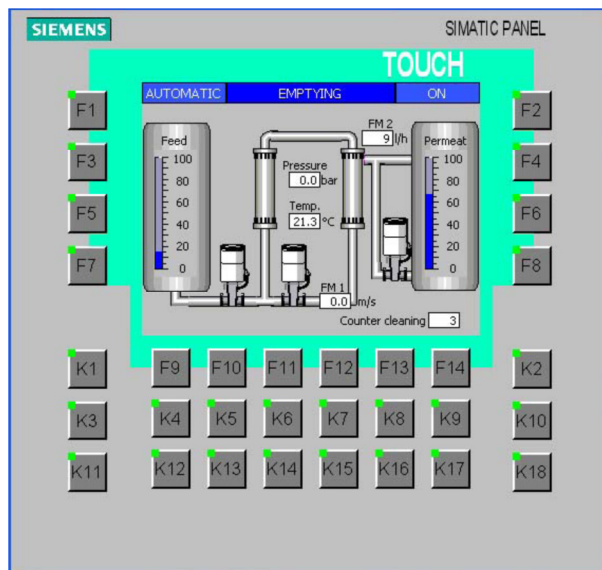 SIEMENS
SIMATIC PANEL
TOUCH
AUTOMATIC EMPTYING ON
F1
F2
FM 2
9 l/h
Feed
Permeat
100
80
60
40
20
0
Pressure
0.0 bar
Temp.
21.3 °C
100
80
60
40
20
0
F3
F4
F5
F6
F7
F8
FM 1
0.0 m/s
Counter cleaning 3
K1 F9 F10 F11 F12 F13 F14 K2
K3 K4 K5 K6 K7 K8 K9 K10
K11 K12 K13 K14 K15 K16 K17 K18